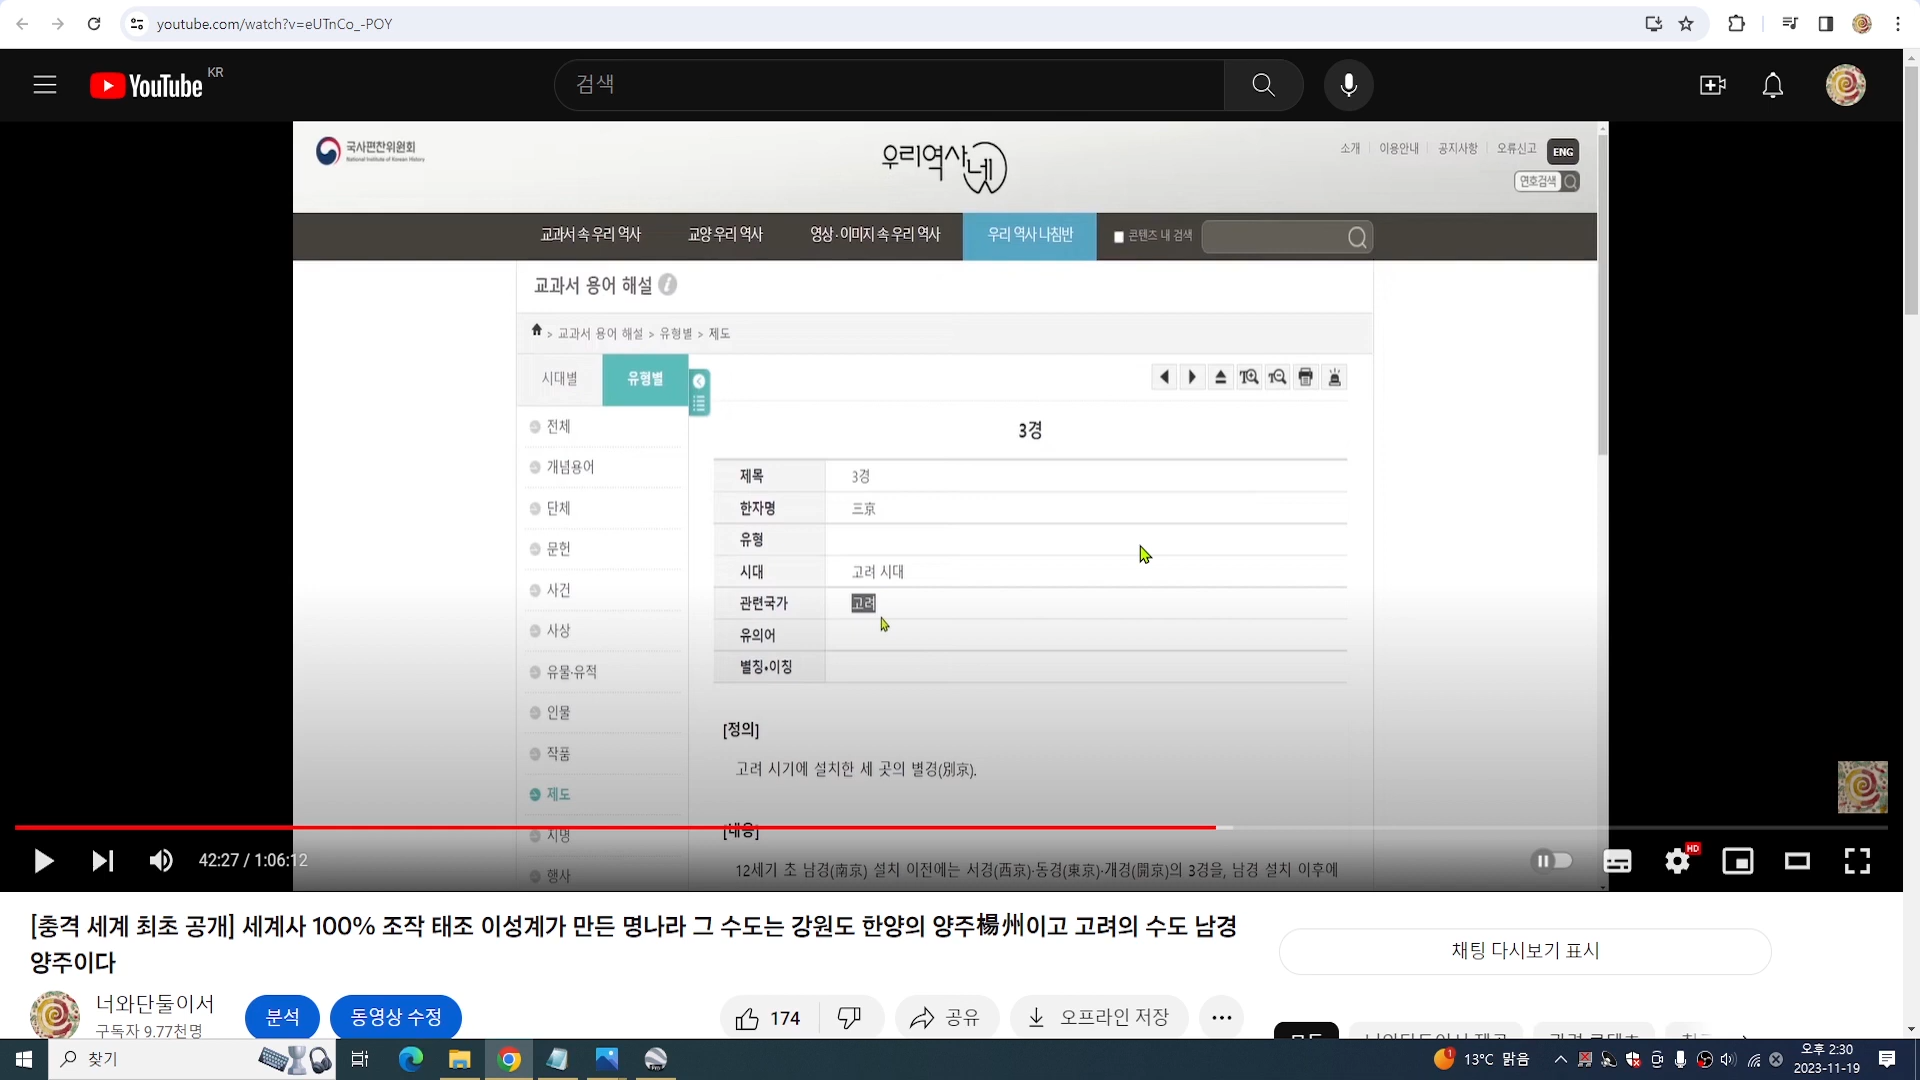 youtube.com/watch?v=eUTnCo_-POY
YouTube KR
검색
국사편찬위원회
National Institute of Korean History
우리역사넷
소개 이용안내 공지사항 오류신고 ENG
연호검색
교과서 속 우리 역사 교양 우리 역사 영상·이미지 속 우리 역사 우리 역사 나침반 콘텐츠 내 검색
교과서 용어 해설
> 교과서 용어 해설 > 유형별 > 제도
시대별 유형별
전체
개념용어
단체
문헌
사건
사상
유물·유적
인물
작품
제도
지명
행사
3경
제목 3경
한자명 三京
유형
시대 고려 시대
관련국가 고려
유의어
별칭•이칭
[정의]
고려 시기에 설치한 세 곳의 별경(別京).
[내용]
12세기 초 남경(南京) 설치 이전에는 서경(西京)·동경(東京)·개경(開京)의 3경을, 남경 설치 이후에
42:27 / 1:06:12
HD
[충격 세계 최초 공개] 세계사 100% 조작 태조 이성계가 만든 명나라 그 수도는 강원도 한양의 양주楊州이고 고려의 수도 남경
양주이다
채팅 다시보기 표시
너와단둘이서
구독자 9.77천명
분석
동영상 수정
174
공유
오프라인 저장
찾기
13°C 맑음
오후 2:30
2023-11-19